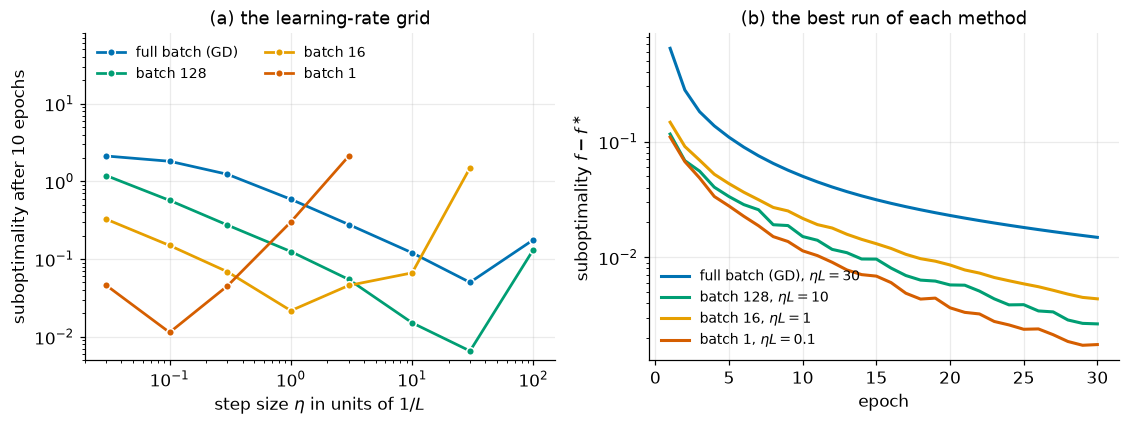 (a) the learning-rate grid
suboptimality after 10 epochs
10¹
10⁰
10⁻¹
10⁻²
full batch (GD)
batch 128
batch 16
batch 1
10⁻¹
10⁰
10¹
10²
step size η in units of 1/L
(b) the best run of each method
suboptimality f − f*
10⁻¹
10⁻²
full batch (GD), ηL = 30
batch 128, ηL = 10
batch 16, ηL = 1
batch 1, ηL = 0.1
0
5
10
15
20
25
30
epoch